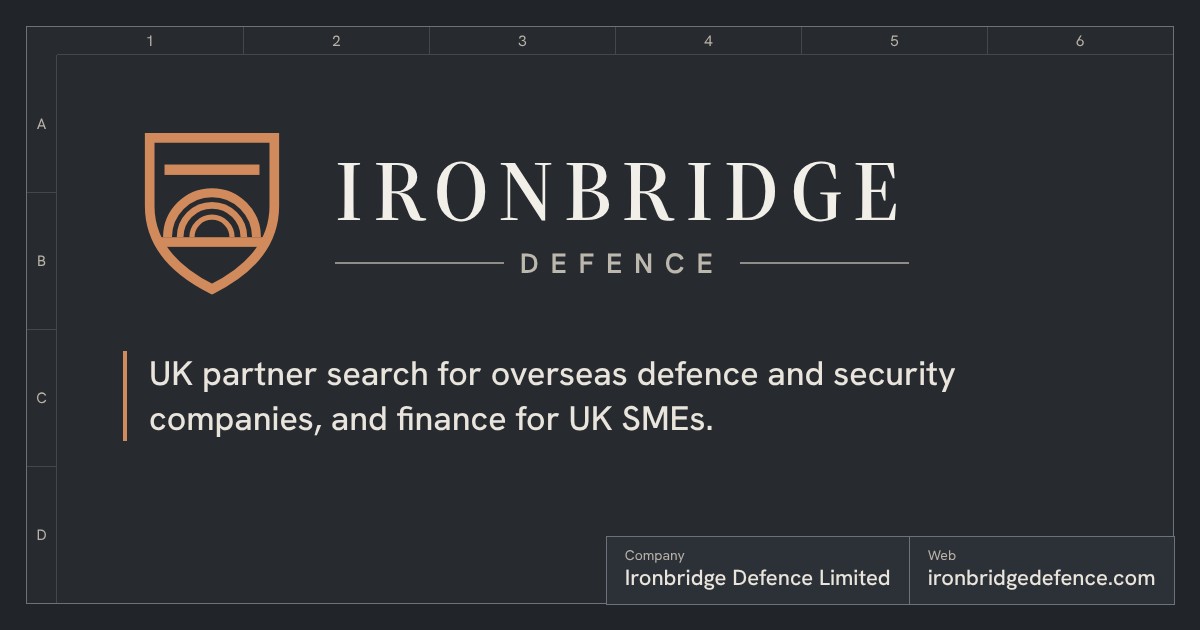 1 2 3 4 5 6
A
IRONBRIDGE
B
DEFENCE
UK partner search for overseas defence and security
C
companies, and finance for UK SMEs.
D
Company
Ironbridge Defence Limited
Web
ironbridgedefence.com